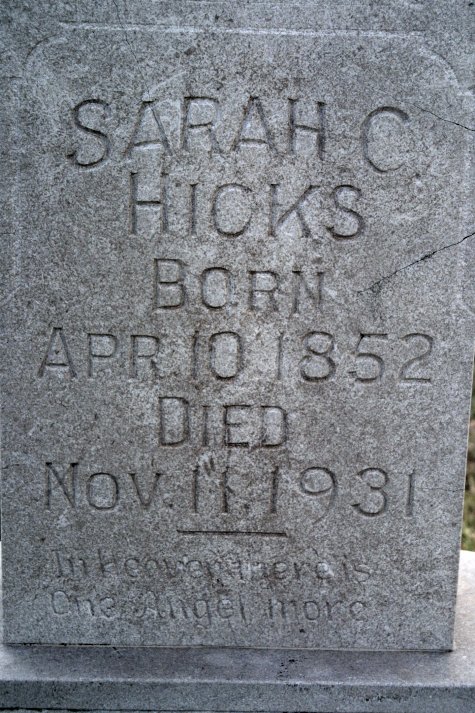 SARAH C
HICKS
BORN
APR. 10 1852
DIED
NOV. 11. 1931
In Heaven there is
One Angel more